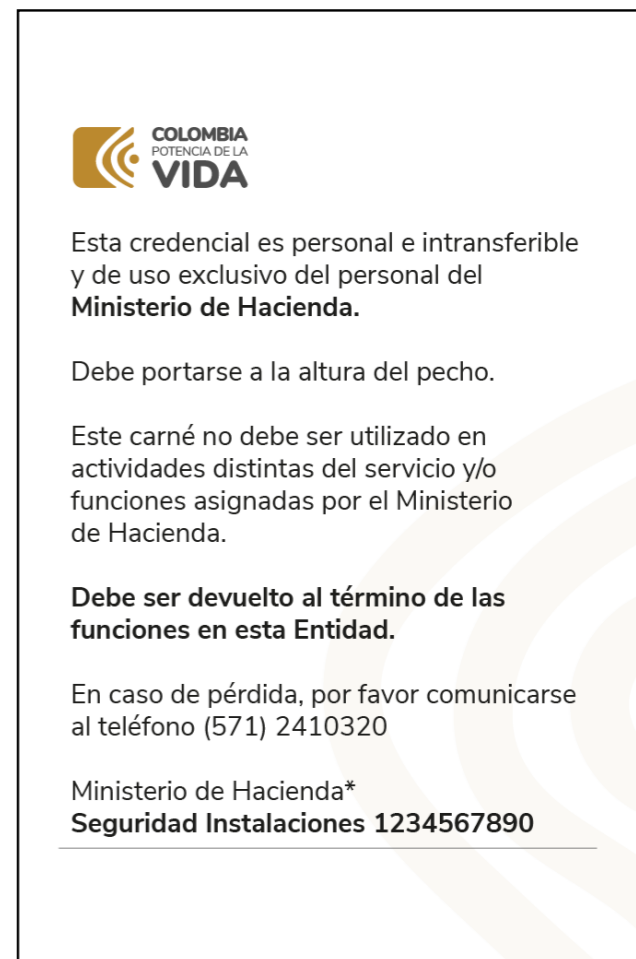 COLOMBIA
POTENCIA DE LA
VIDA
Esta credencial es personal e intransferible
y de uso exclusivo del personal del
Ministerio de Hacienda.
Debe portarse a la altura del pecho.
Este carné no debe ser utilizado en
actividades distintas del servicio y/o
funciones asignadas por el Ministerio
de Hacienda.
Debe ser devuelto al término de las
funciones en esta Entidad.
En caso de pérdida, por favor comunicarse
al teléfono (571) 2410320
Ministerio de Hacienda*
Seguridad Instalaciones 1234567890